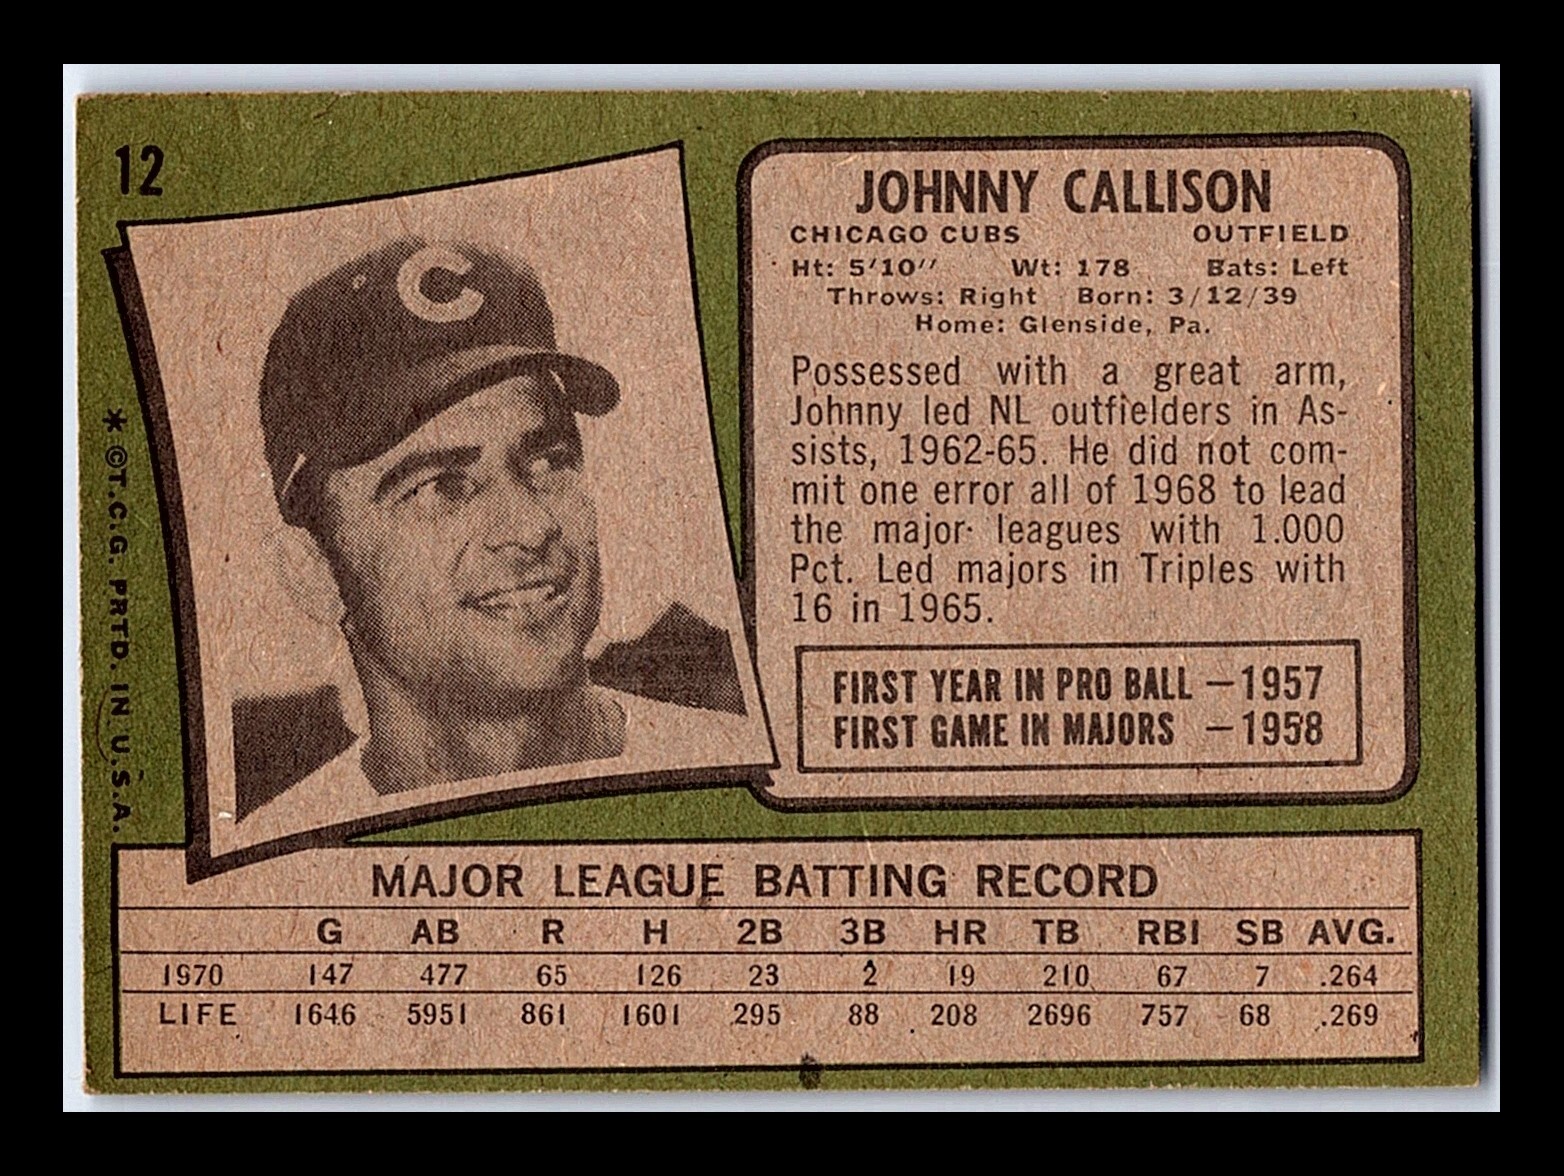 12
C
JOHNNY CALLISON
CHICAGO CUBS OUTFIELD
Ht: 5'10" Wt: 178 Bats: Left
Throws: Right Born: 3/12/39
Home: Glenside, Pa.
Possessed with a great arm,
Johnny led NL outfielders in As-
sists, 1962-65. He did not com-
mit one error all of 1968 to lead
the major leagues with 1.000
Pct. Led majors in Triples with
16 in 1965.
FIRST YEAR IN PRO BALL —1957
FIRST GAME IN MAJORS —1958
* ©T.C.G. PRTD. IN U.S.A.
MAJOR LEAGUE BATTING RECORD
G AB R H 2B 3B HR TB RBI SB AVG.
1970 147 477 65 126 23 2 19 210 67 7 .264
LIFE 1646 5951 861 1601 295 88 208 2696 757 68 .269